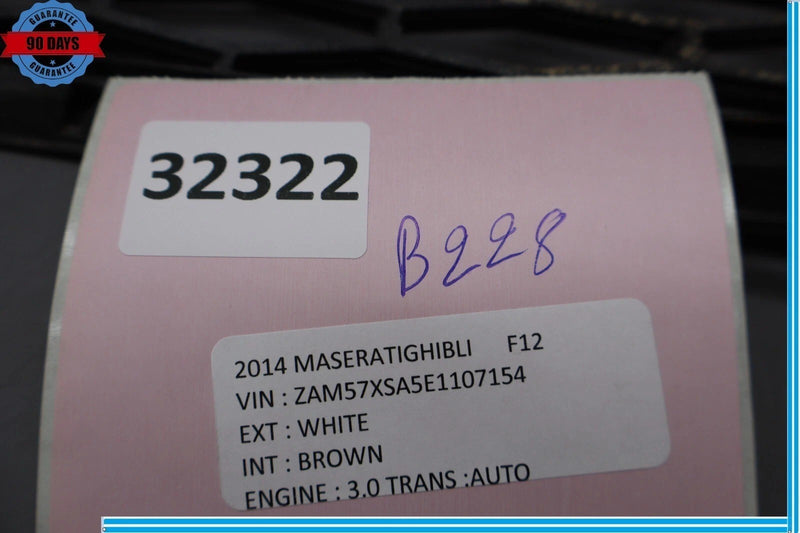 GUARANTEE
90 DAYS
GUARANTEE
32322
B228
2014 MASERATIGHIBLI F12
VIN : ZAM57XSA5E1107154
EXT : WHITE
INT : BROWN
ENGINE : 3.0 TRANS :AUTO